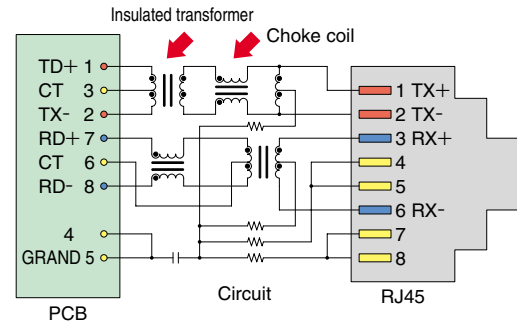 Insulated transformer
Choke coil
TD+ 1
CT 3
TX- 2
RD+ 7
CT 6
RD- 8
4
GRAND 5
PCB
Circuit
1 TX+
2 TX-
3 RX+
4
5
6 RX-
7
8
RJ45